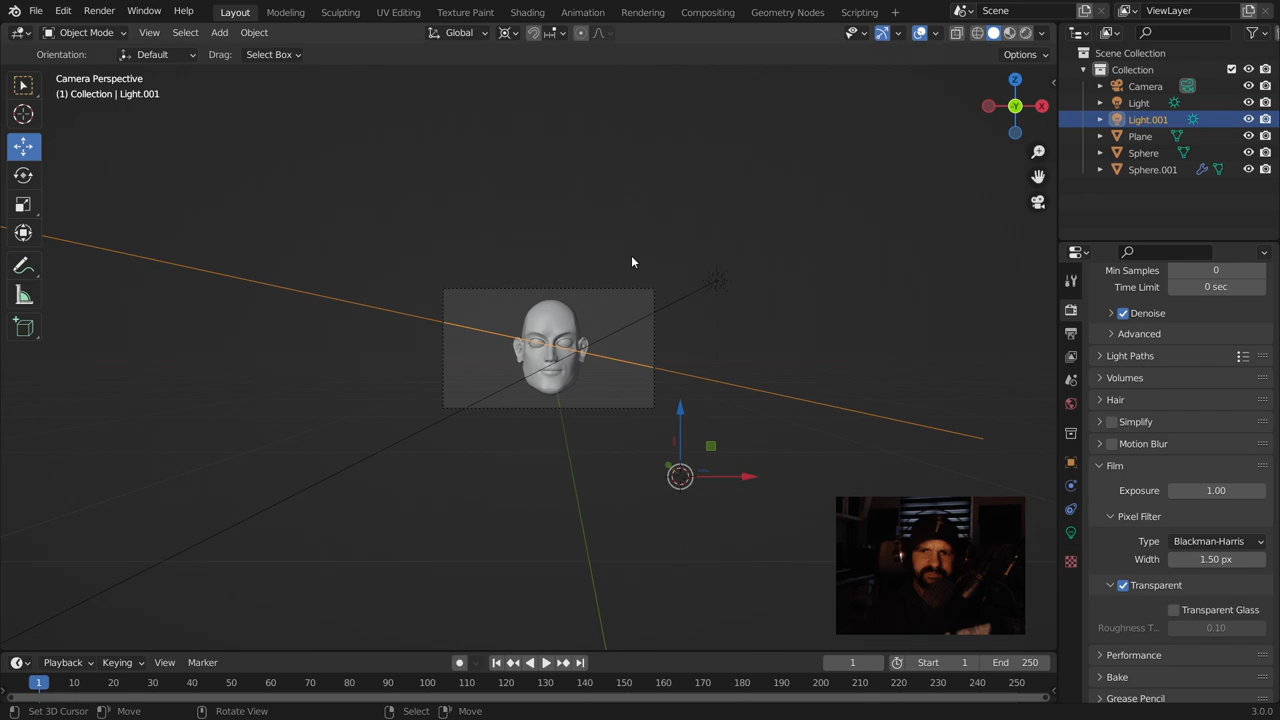 File Edit Render Window Help Layout Modeling Sculpting UV Editing Texture Paint Shading Animation Rendering Compositing Geometry Nodes Scripting + Scene ViewLayer
Object Mode View Select Add Object Global
Orientation: Default Drag: Select Box Options
Camera Perspective
(1) Collection | Light.001
Z
-Y
X
Scene Collection
Collection
Camera
Light
Light.001
Plane
Sphere
Sphere.001
Min Samples 0
Time Limit 0 sec
Denoise
Advanced
Light Paths
Volumes
Hair
Simplify
Motion Blur
Film
Exposure 1.00
Pixel Filter
Type Blackman-Harris
Width 1.50 px
Transparent
Transparent Glass
Roughness T... 0.10
Performance
Bake
Grease Pencil
Playback Keying View Marker 1 Start 1 End 250
1 10 20 30 40 50 60 70 80 90 100 110 120 130 140 150 160 170 180 190 200 210 220 230 240 250
Set 3D Cursor Move Rotate View Select Move 3.0.0